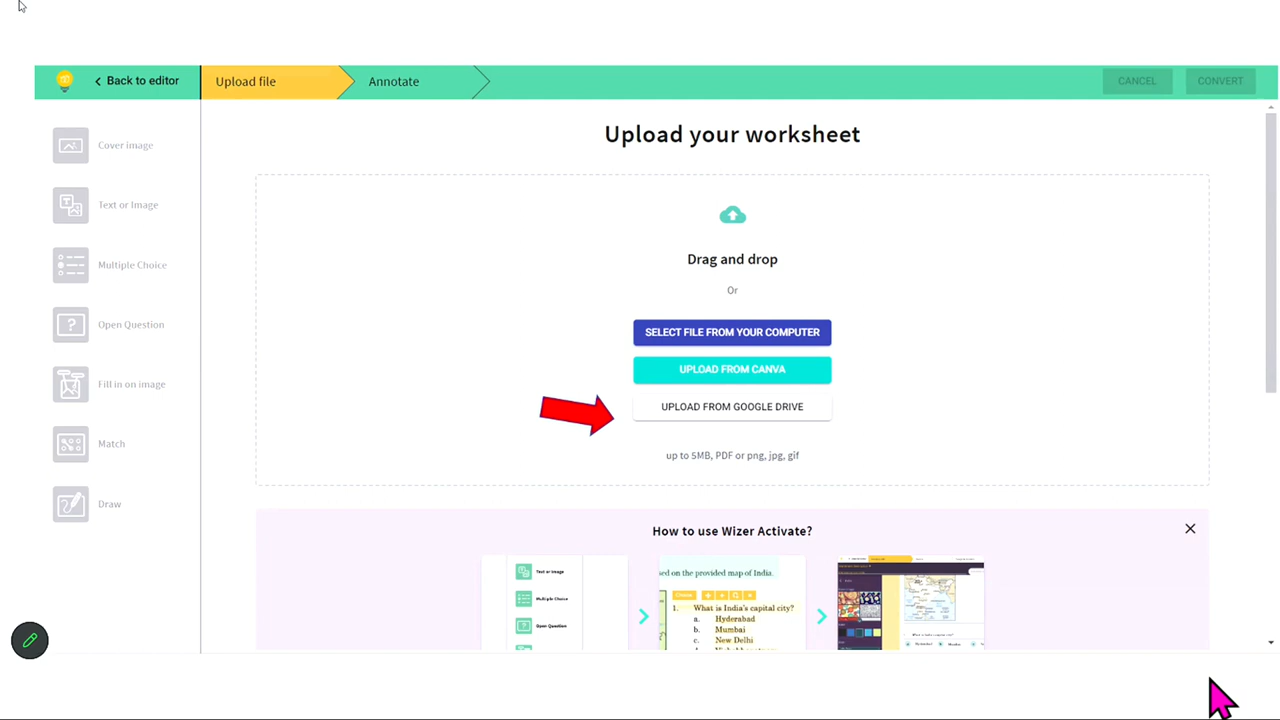 Back to editor
Upload file
Annotate
CANCEL
CONVERT
Cover image
Text or Image
Multiple Choice
Open Question
Fill in on image
Match
Draw
Upload your worksheet
Drag and drop
Or
SELECT FILE FROM YOUR COMPUTER
UPLOAD FROM CANVA
UPLOAD FROM GOOGLE DRIVE
up to 5MB, PDF or png, jpg, gif
How to use Wizer Activate?
Text or Image
Multiple Choice
Open Question
sed on the provided map of India.
1. What is India's capital city?
a. Hyderabad
b. Mumbai
c. New Delhi